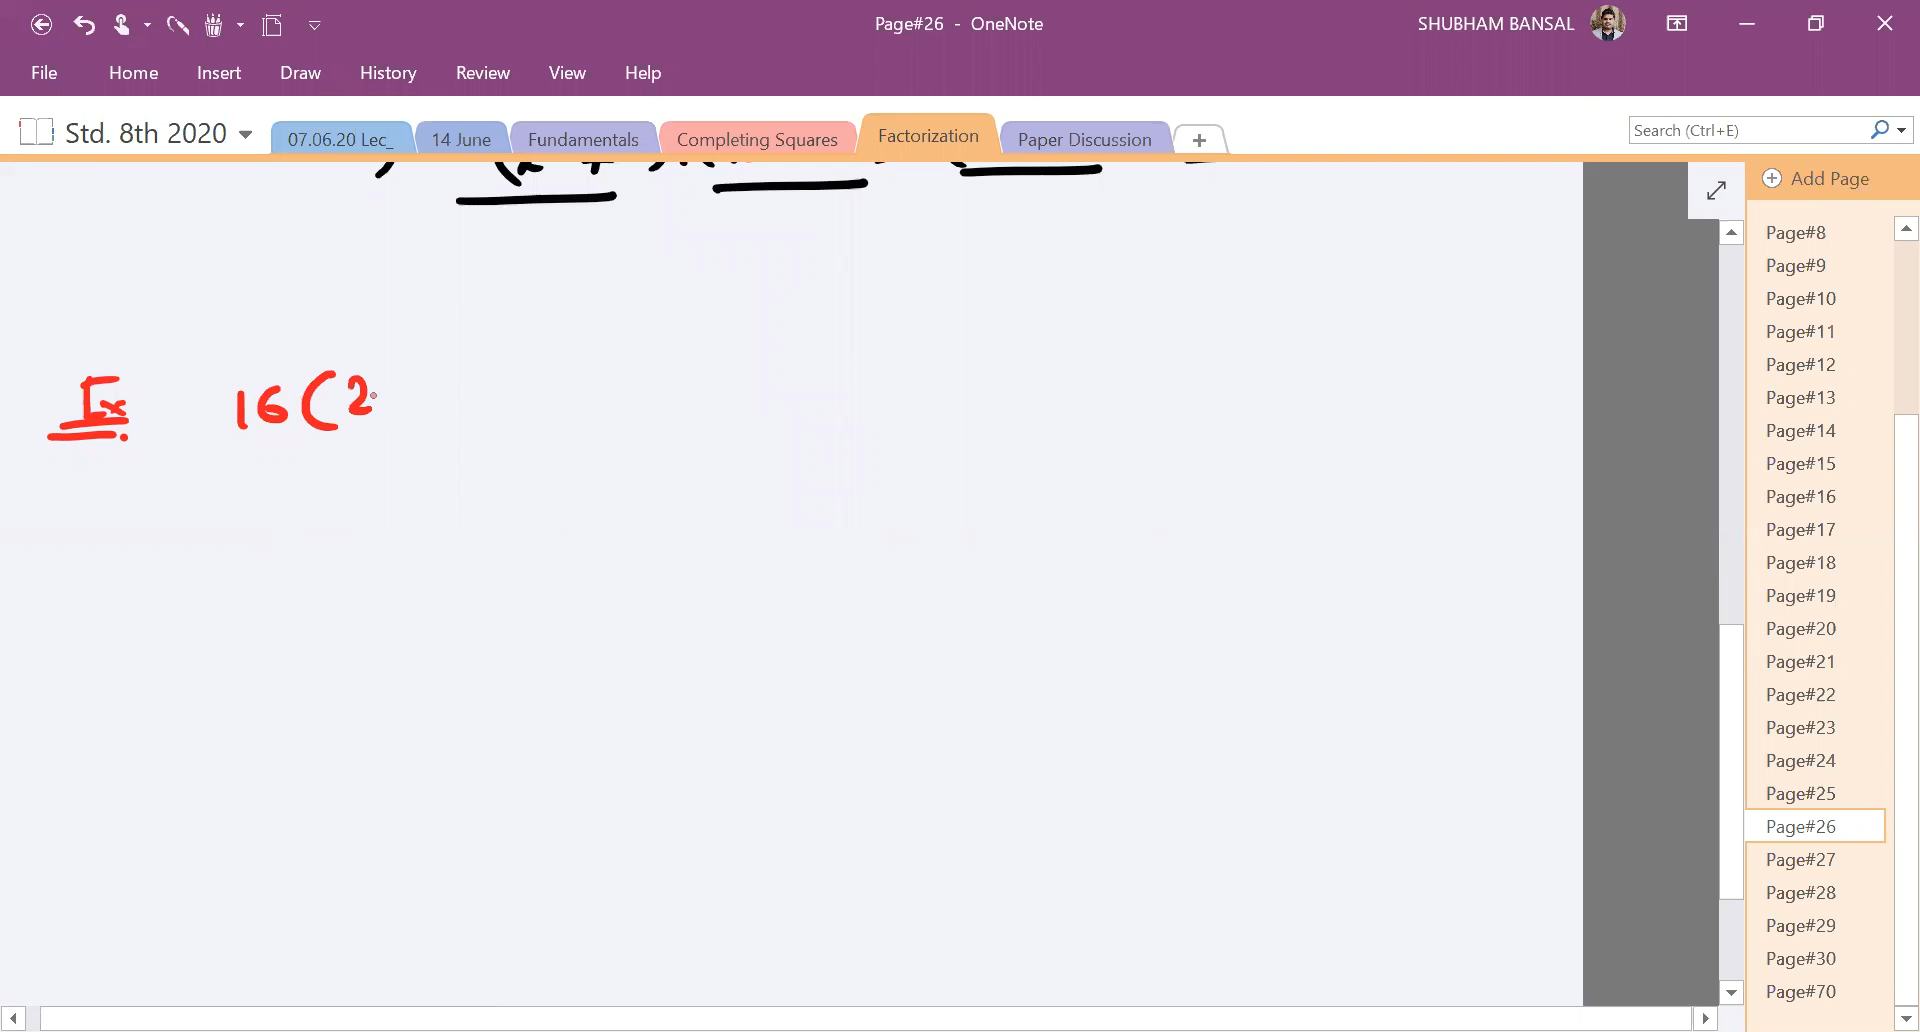 Page#26 - OneNote
SHUBHAM BANSAL
File Home Insert Draw History Review View Help
Std. 8th 2020
07.06.20 Lec_
14 June
Fundamentals
Completing Squares
Factorization
Paper Discussion
Search (Ctrl+E)
Add Page
Ex 16(2
Page#8
Page#9
Page#10
Page#11
Page#12
Page#13
Page#14
Page#15
Page#16
Page#17
Page#18
Page#19
Page#20
Page#21
Page#22
Page#23
Page#24
Page#25
Page#26
Page#27
Page#28
Page#29
Page#30
Page#70